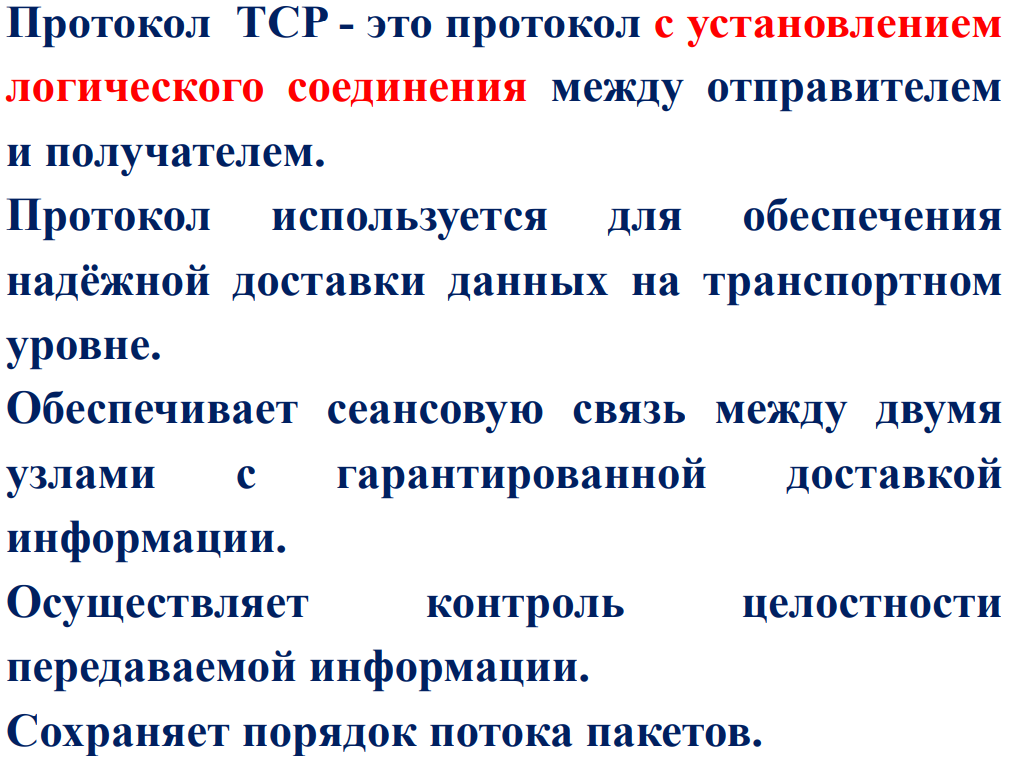 Протокол TCP - это протокол с установлением
логического соединения между отправителем
и получателем.
Протокол используется для обеспечения
надёжной доставки данных на транспортном
уровне.
Обеспечивает сеансовую связь между двумя
узлами с гарантированной доставкой
информации.
Осуществляет контроль целостности
передаваемой информации.
Сохраняет порядок потока пакетов.